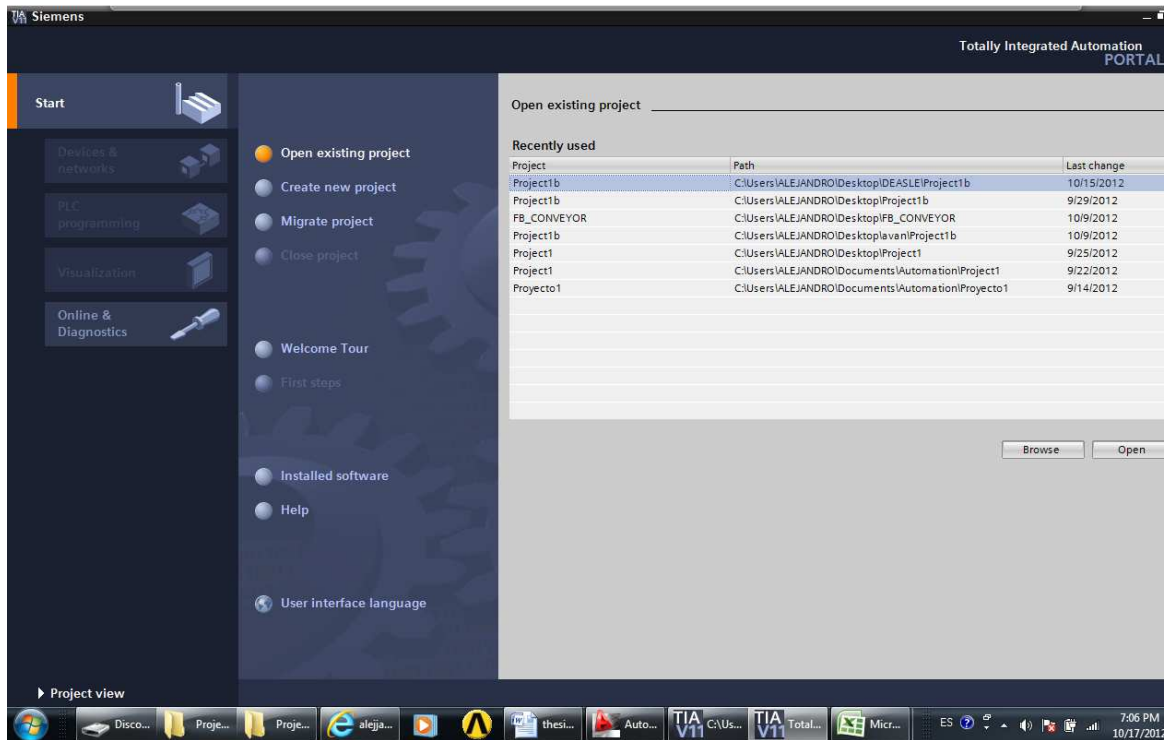 TIA V11 Siemens
Totally Integrated Automation
PORTAL
Start
Devices &
networks
PLC
programming
Visualization
Online &
Diagnostics
Open existing project
Create new project
Migrate project
Close project
Welcome Tour
First steps
Installed software
Help
User interface language
Open existing project
Recently used
Project Path Last change
Project1b C:\Users\ALEJANDRO\Desktop\DEASLE\Project1b 10/15/2012
Project1b C:\Users\ALEJANDRO\Desktop\Project1b 9/29/2012
FB_CONVEYOR C:\Users\ALEJANDRO\Desktop\FB_CONVEYOR 10/9/2012
Project1b C:\Users\ALEJANDRO\Desktop\avan\Project1b 10/9/2012
Project1 C:\Users\ALEJANDRO\Desktop\Project1 9/25/2012
Project1 C:\Users\ALEJANDRO\Documents\Automation\Project1 9/22/2012
Proyecto1 C:\Users\ALEJANDRO\Documents\Automation\Proyecto1 9/14/2012
Browse Open
Project view
Disco... Proje... Proje... alejja... thesi... Auto... TIA V11 C:\Us... TIA V11 Total... Micr... ES 7:06 PM
10/17/2012